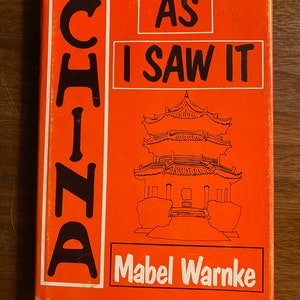 CHINA
AS
I SAW IT
Mabel Warnke